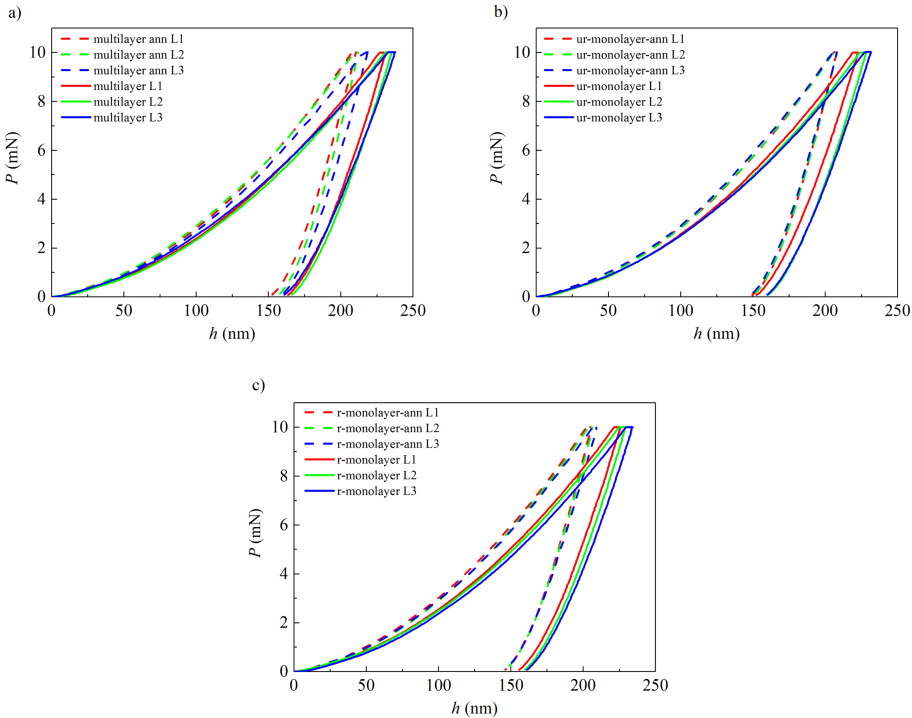 a)
multilayer ann L1
multilayer ann L2
multilayer ann L3
multilayer L1
multilayer L2
multilayer L3
10
8
6
4
2
0
P (mN)
0 50 100 150 200 250
h (nm)
b)
ur-monolayer-ann L1
ur-monolayer-ann L2
ur-monolayer-ann L3
ur-monolayer L1
ur-monolayer L2
ur-monolayer L3
10
8
6
4
2
0
P (mN)
0 50 100 150 200 250
h (nm)
c)
r-monolayer-ann L1
r-monolayer-ann L2
r-monolayer-ann L3
r-monolayer L1
r-monolayer L2
r-monolayer L3
10
8
6
4
2
0
P (mN)
0 50 100 150 200 250
h (nm)